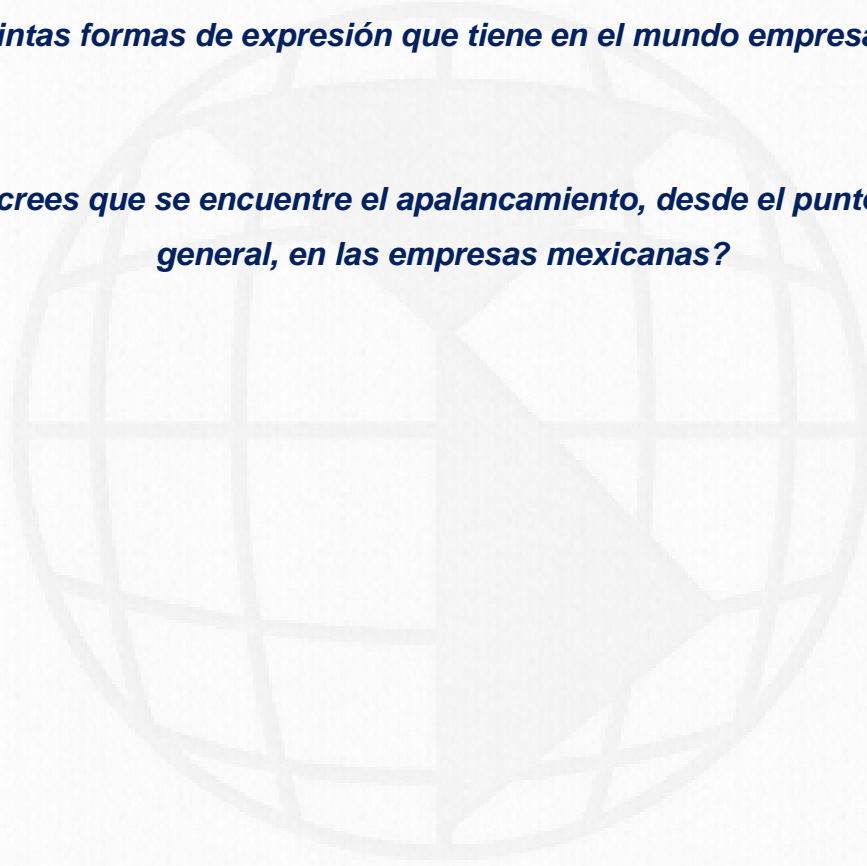 intas formas de expresión que tiene en el mundo empresa
crees que se encuentre el apalancamiento, desde el punto
general, en las empresas mexicanas?